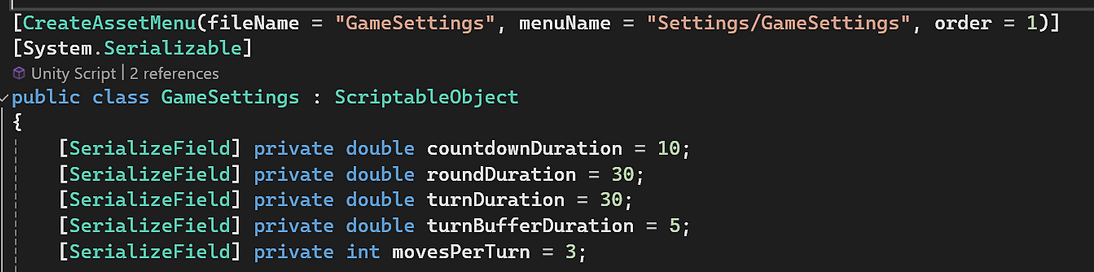 [CreateAssetMenu(fileName = "GameSettings", menuName = "Settings/GameSettings", order = 1)]
[System.Serializable]
Unity Script | 2 references
public class GameSettings : ScriptableObject
{
    [SerializeField] private double countdownDuration = 10;
    [SerializeField] private double roundDuration = 30;
    [SerializeField] private double turnDuration = 30;
    [SerializeField] private double turnBufferDuration = 5;
    [SerializeField] private int movesPerTurn = 3;